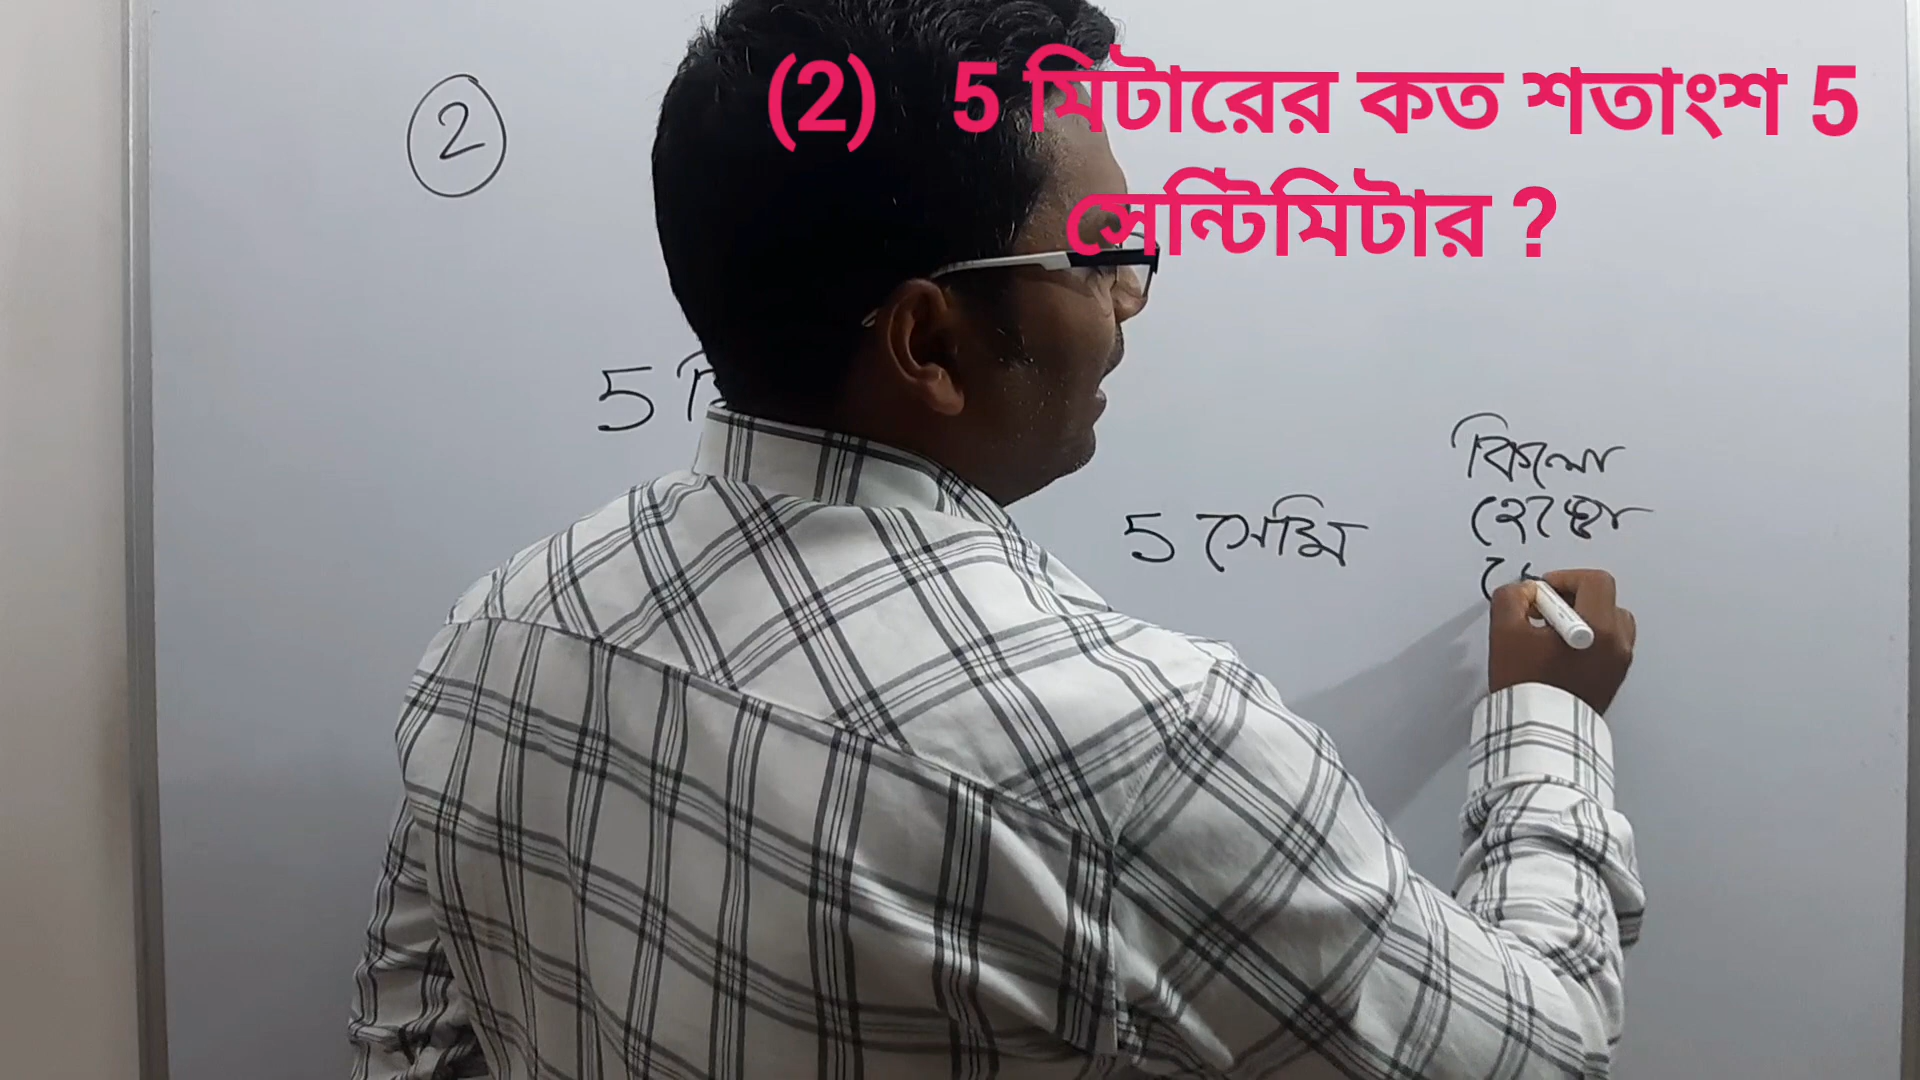 (2) 5 মিটারের কত শতাংশ 5
সেন্টিমিটার ?
2
5
5 সেমি
কিলো
হেক্টো